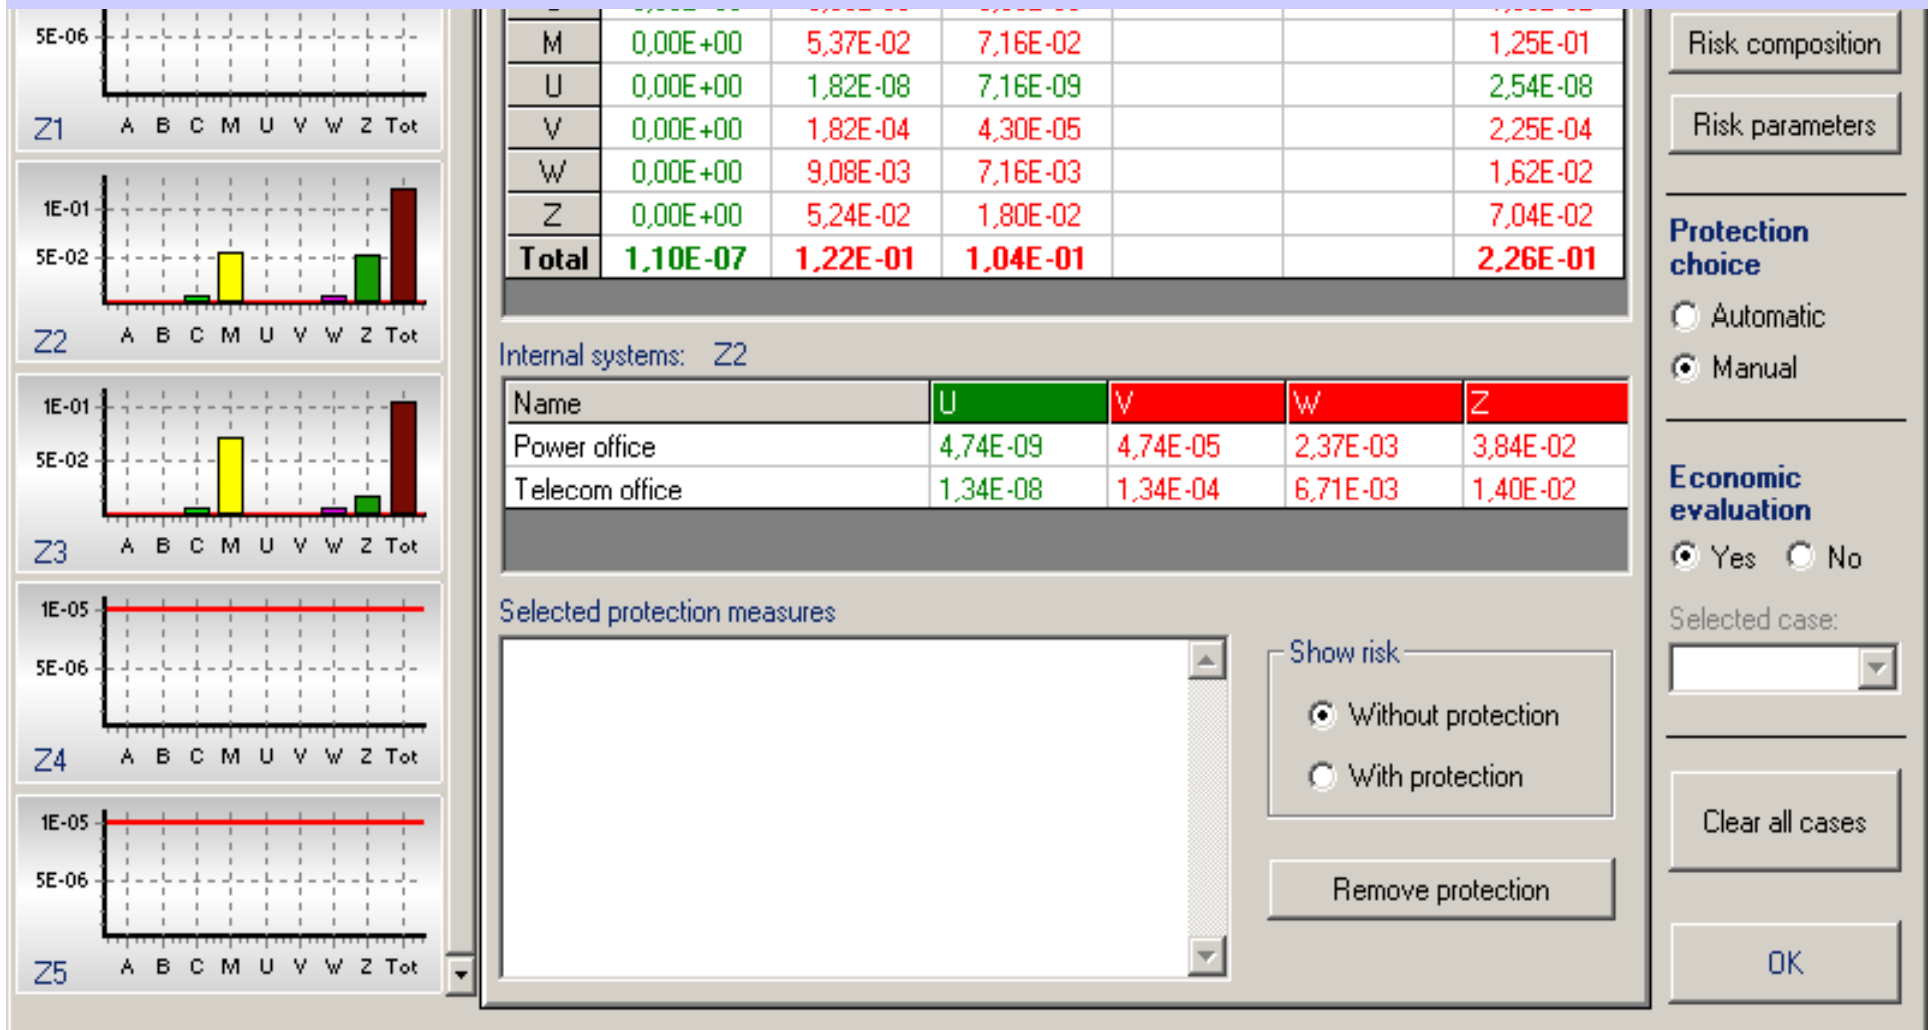 5E-06
Z1 A B C M U V W Z Tot
1E-01
5E-02
Z2 A B C M U V W Z Tot
1E-01
5E-02
Z3 A B C M U V W Z Tot
1E-05
5E-06
Z4 A B C M U V W Z Tot
1E-05
5E-06
Z5 A B C M U V W Z Tot
M 0,00E+00 5,37E-02 7,16E-02 1,25E-01
U 0,00E+00 1,82E-08 7,16E-09 2,54E-08
V 0,00E+00 1,82E-04 4,30E-05 2,25E-04
W 0,00E+00 9,08E-03 7,16E-03 1,62E-02
Z 0,00E+00 5,24E-02 1,80E-02 7,04E-02
Total 1,10E-07 1,22E-01 1,04E-01 2,26E-01
Internal systems: Z2
Name U V W Z
Power office 4,74E-09 4,74E-05 2,37E-03 3,84E-02
Telecom office 1,34E-08 1,34E-04 6,71E-03 1,40E-02
Selected protection measures
Show risk
Without protection
With protection
Remove protection
Risk composition
Risk parameters
Protection
choice
Automatic
Manual
Economic
evaluation
Yes No
Selected case:
Clear all cases
OK